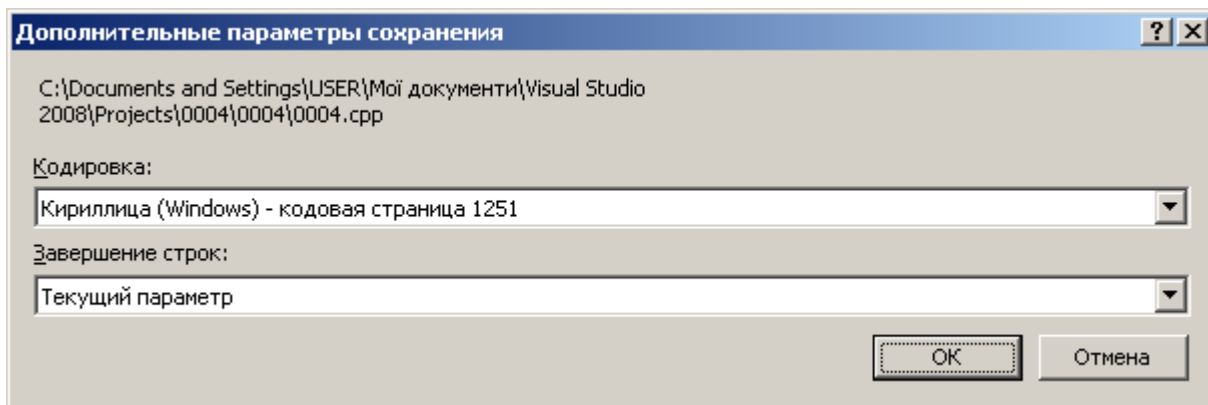 Дополнительные параметры сохранения
C:\Documents and Settings\USER\Мої документи\Visual Studio
2008\Projects\0004\0004\0004.cpp
Кодировка:
Кириллица (Windows) - кодовая страница 1251
Завершение строк:
Текущий параметр
ОК Отмена